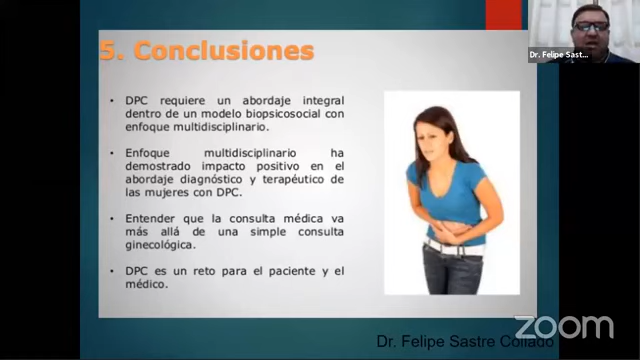 5. Conclusiones
Dr. Felipe Sast...
• DPC requiere un abordaje integral
dentro de un modelo biopsicosocial con
enfoque multidisciplinario.
• Enfoque multidisciplinario ha
demostrado impacto positivo en el
abordaje diagnóstico y terapéutico de
las mujeres con DPC.
• Entender que la consulta médica va
más allá de una simple consulta
ginecológica.
• DPC es un reto para el paciente y el
médico.
zoom
Dr. Felipe Sastre Collado